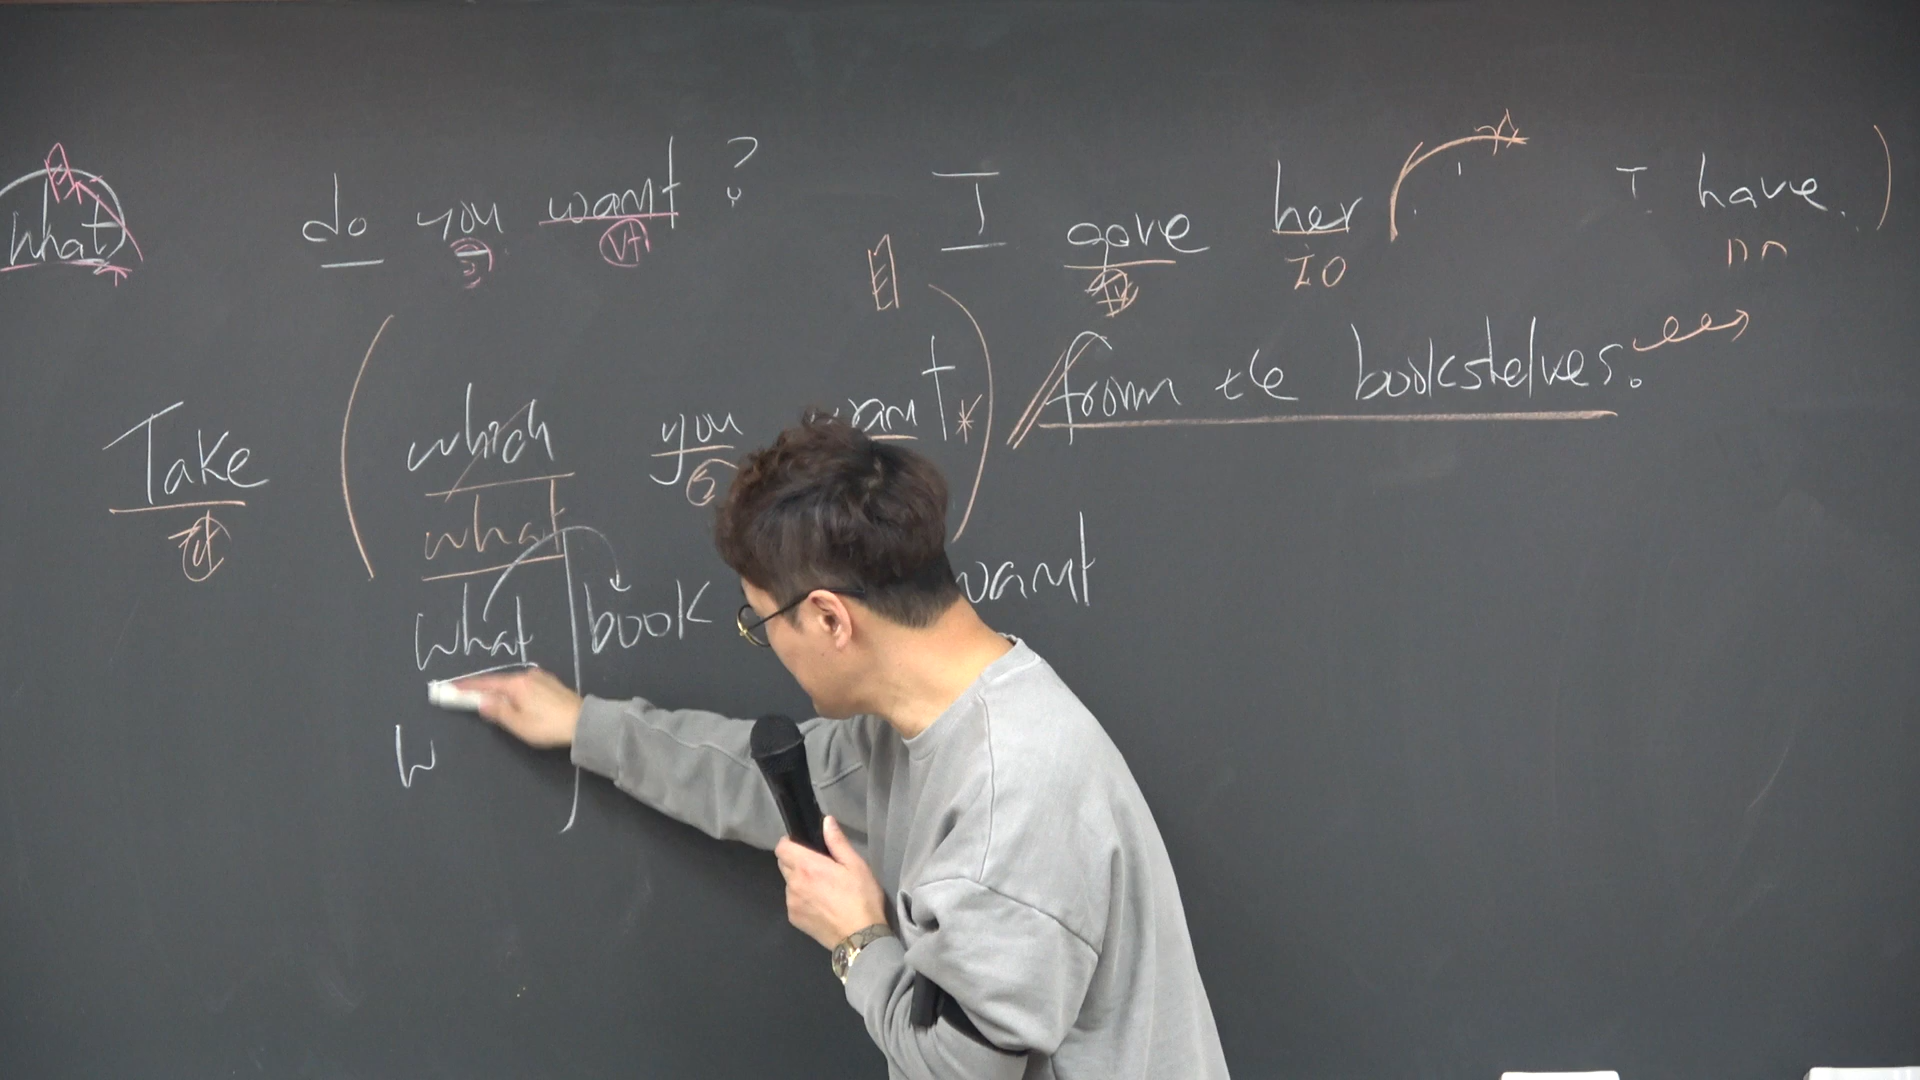 what do you want ? I gave her I have.
vt IO
Take which you want from the bookshelves.
what
what book want
W